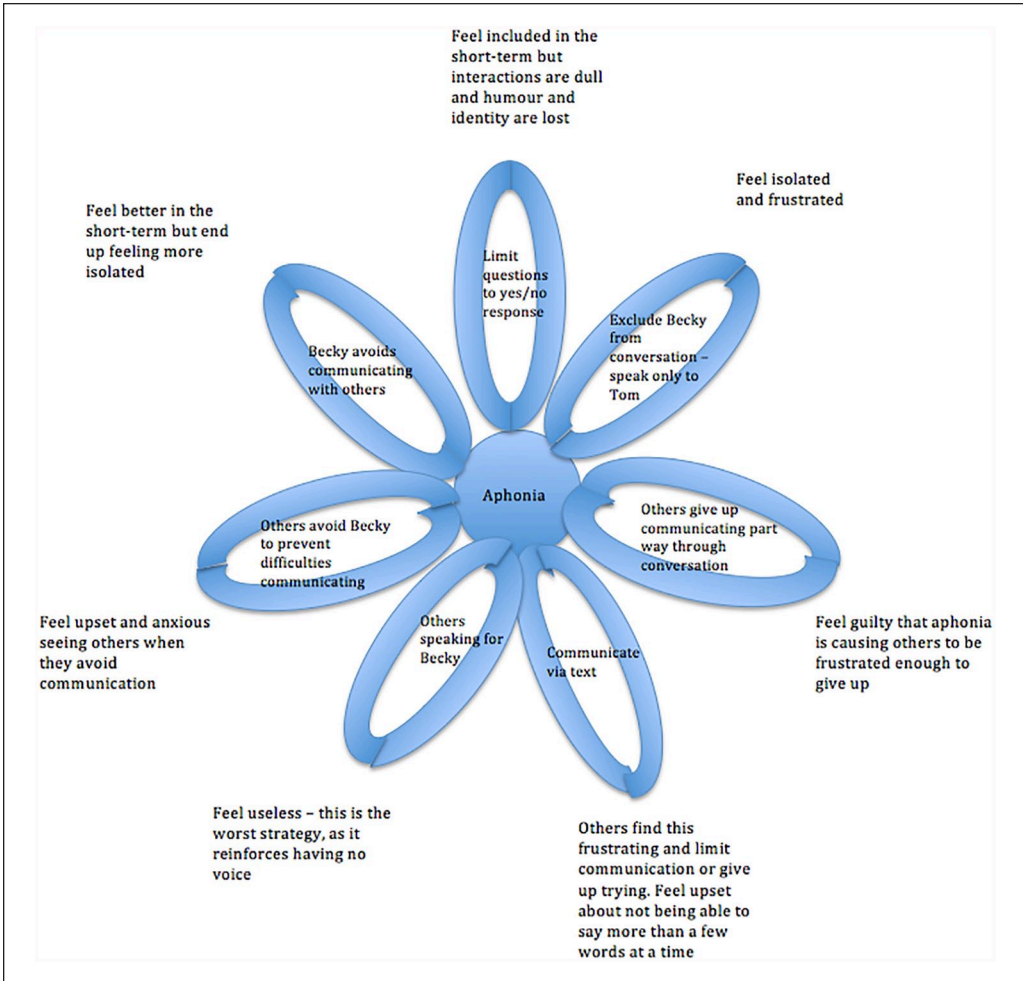 Feel included in the
short-term but
interactions are dull
and humour and
identity are lost
Feel isolated
and frustrated
Feel better in the
short-term but end
up feeling more
isolated
Limit
questions
to yes/no
response
Exclude Becky
from
conversation –
speak only to
Tom
Becky avoids
communicating
with others
Aphonia
Others give up
communicating part
way through
conversation
Others avoid Becky
to prevent
difficulties
communicating
Others
speaking for
Becky
Communicate
via text
Feel upset and anxious
seeing others when
they avoid
communication
Feel guilty that aphonia
is causing others to be
frustrated enough to
give up
Feel useless – this is the
worst strategy, as it
reinforces having no
voice
Others find this
frustrating and limit
communication or give
up trying. Feel upset
about not being able to
say more than a few
words at a time